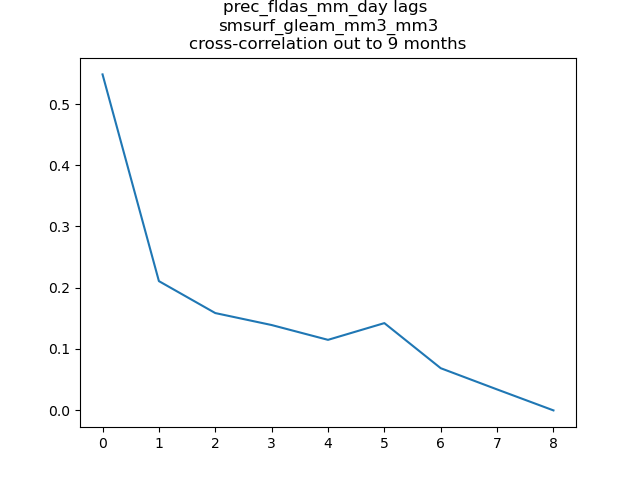 prec_fldas_mm_day lags
smsurf_gleam_mm3_mm3
cross-correlation out to 9 months
0.5
0.4
0.3
0.2
0.1
0.0
0 1 2 3 4 5 6 7 8